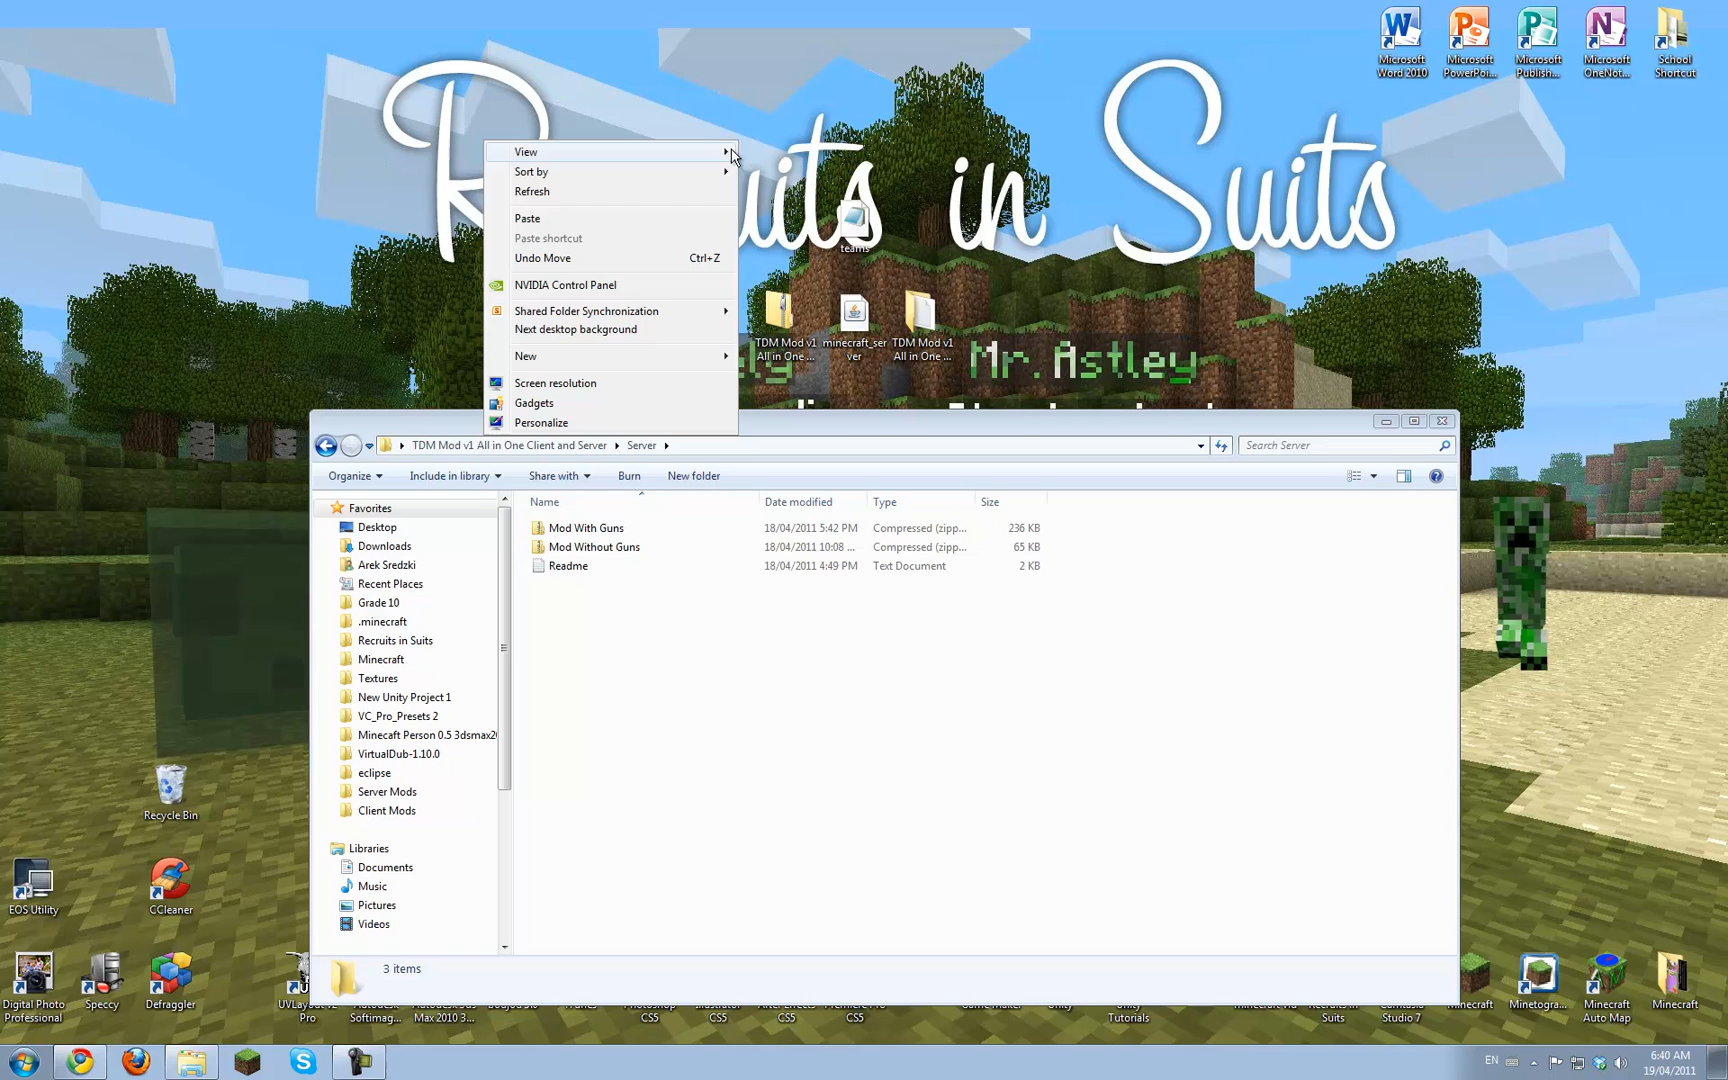 Microsoft Word 2010
Microsoft PowerPoi...
Microsoft Publish...
Microsoft OneNot...
School Shortcut
in Suits
View
Sort by
Refresh
Paste
Paste shortcut
Undo Move Ctrl+Z
NVIDIA Control Panel
Shared Folder Synchronization
Next desktop background
New
Screen resolution
Gadgets
Personalize
teams
TDM Mod v1 All in One ...
minecraft_server
TDM Mod v1 All in One ...
Mr. Astley
TDM Mod v1 All in One Client and Server
Server
Search Server
Organize
Include in library
Share with
Burn
New folder
Name Date modified Type Size
Mod With Guns 18/04/2011 5:42 PM Compressed (zipp... 236 KB
Mod Without Guns 18/04/2011 10:08 ... Compressed (zipp... 65 KB
Readme 18/04/2011 4:49 PM Text Document 2 KB
Favorites
Desktop
Downloads
Arek Sredzki
Recent Places
Grade 10
.minecraft
Recruits in Suits
Minecraft
Textures
New Unity Project 1
VC_Pro_Presets 2
Minecaft Person 0.5 3dsmax20
VirtualDub-1.10.0
eclipse
Server Mods
Client Mods
Libraries
Documents
Music
Pictures
Videos
3 items
Recycle Bin
EOS Utility
CCleaner
Digital Photo Professional
Speccy
Defraggler
Pro
Softimag...
Max 2010 3...
CS5
CS5
CS5
CS5
Tutorials
Suits
Studio 7
Minecraft
Minetogra...
Minecraft Auto Map
Minecraft
EN
6:40 AM
19/04/2011